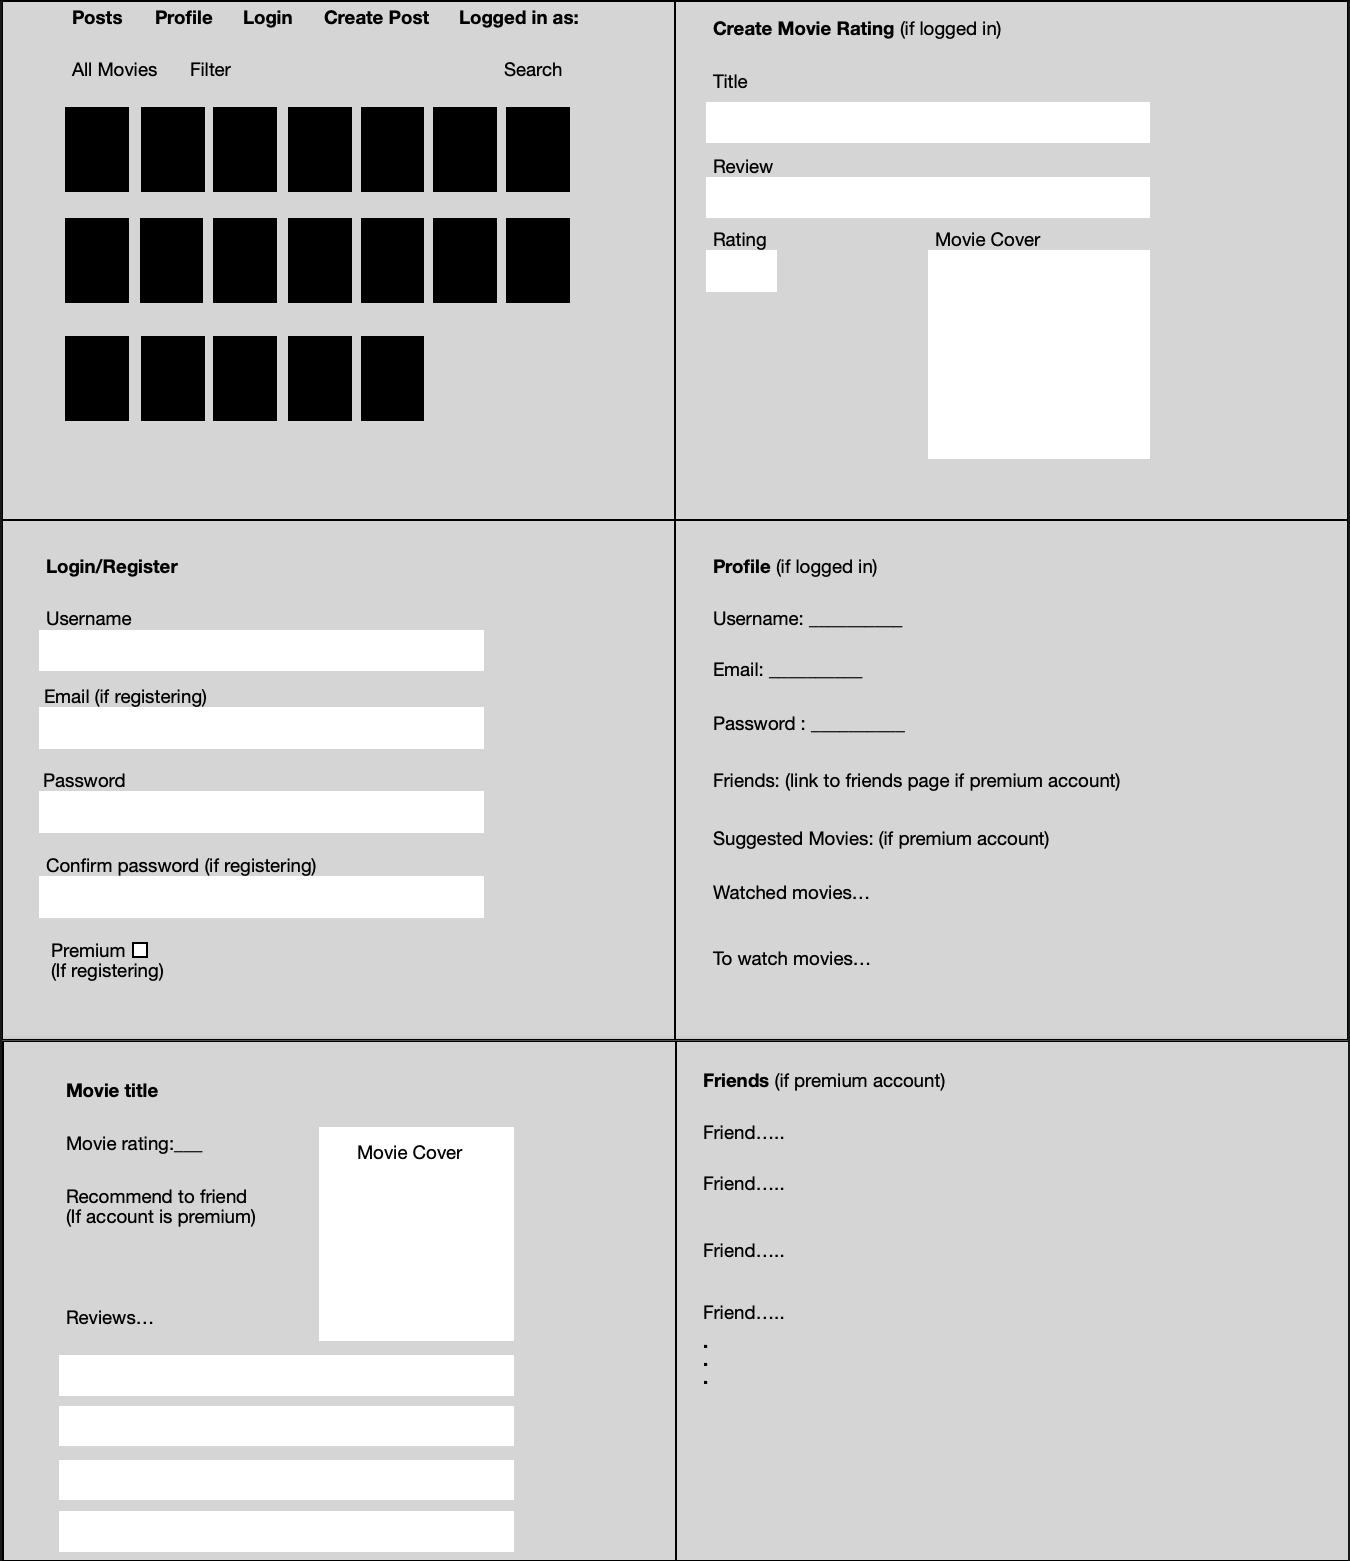 Posts Profile Login Create Post Logged in as:
All Movies Filter Search
Create Movie Rating (if logged in)
Title
Review
Rating Movie Cover
Login/Register
Username
Email (if registering)
Password
Confirm password (if registering)
Premium
(If registering)
Profile (if logged in)
Username: __________
Email: __________
Password : __________
Friends: (link to friends page if premium account)
Suggested Movies: (if premium account)
Watched movies…
To watch movies…
Movie title
Movie rating:___
Movie Cover
Recommend to friend
(If account is premium)
Reviews…
Friends (if premium account)
Friend…..
Friend…..
Friend…..
Friend…..
.
.
.